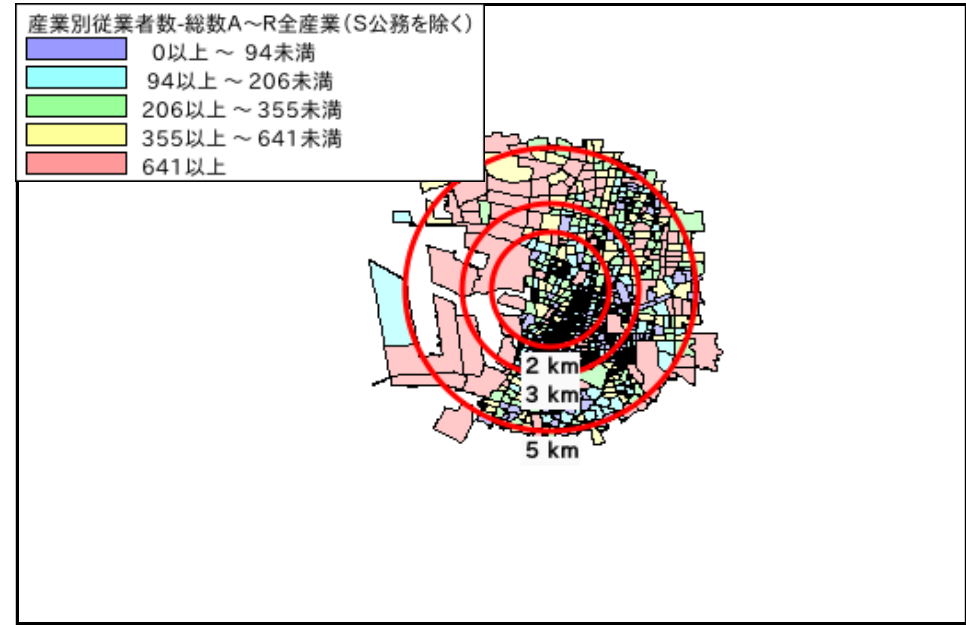 産業別従業者数-総数A～R全産業（S公務を除く）
0以上 ～ 94未満
94以上 ～ 206未満
206以上 ～ 355未満
355以上 ～ 641未満
641以上
2 km
3 km
5 km